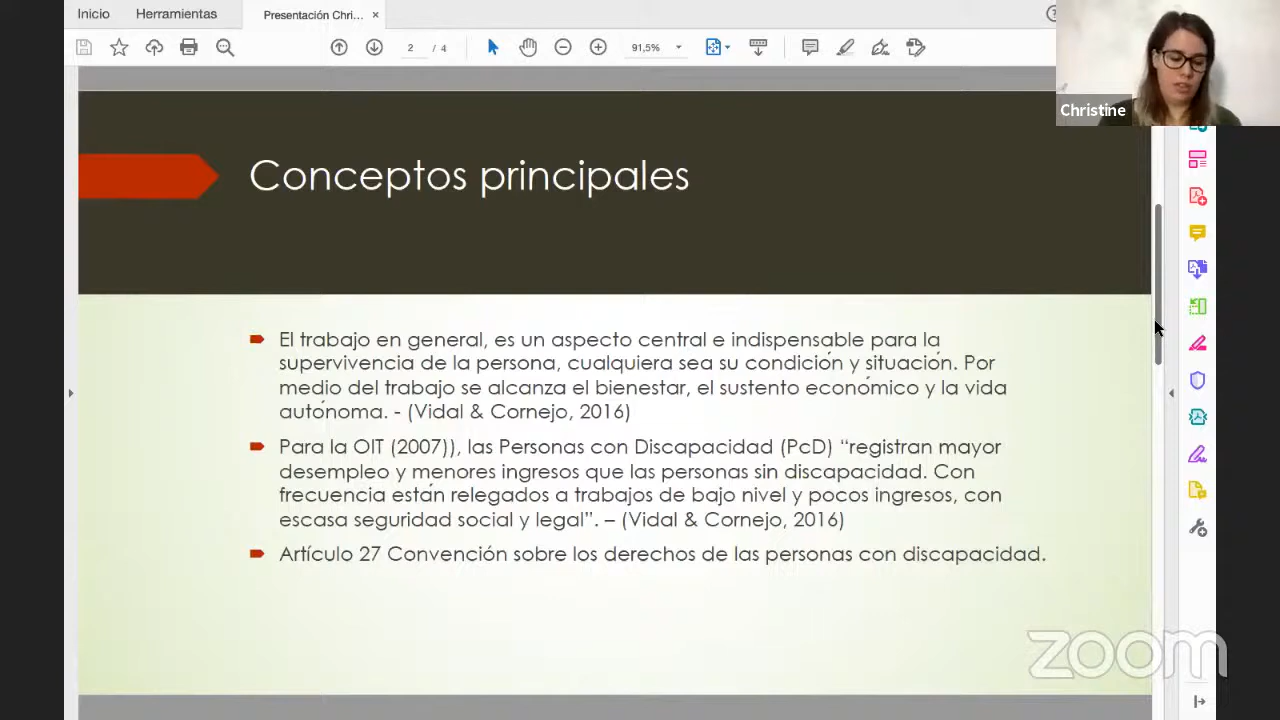 Inicio Herramientas Presentación Chri... ×
2 / 4 91,5%
Christine
Conceptos principales
El trabajo en general, es un aspecto central e indispensable para la
supervivencia de la persona, cualquiera sea su condición y situación. Por
medio del trabajo se alcanza el bienestar, el sustento económico y la vida
autónoma. - (Vidal & Cornejo, 2016)
Para la OIT (2007)), las Personas con Discapacidad (PcD) “registran mayor
desempleo y menores ingresos que las personas sin discapacidad. Con
frecuencia están relegados a trabajos de bajo nivel y pocos ingresos, con
escasa seguridad social y legal”. – (Vidal & Cornejo, 2016)
Artículo 27 Convención sobre los derechos de las personas con discapacidad.
zoom